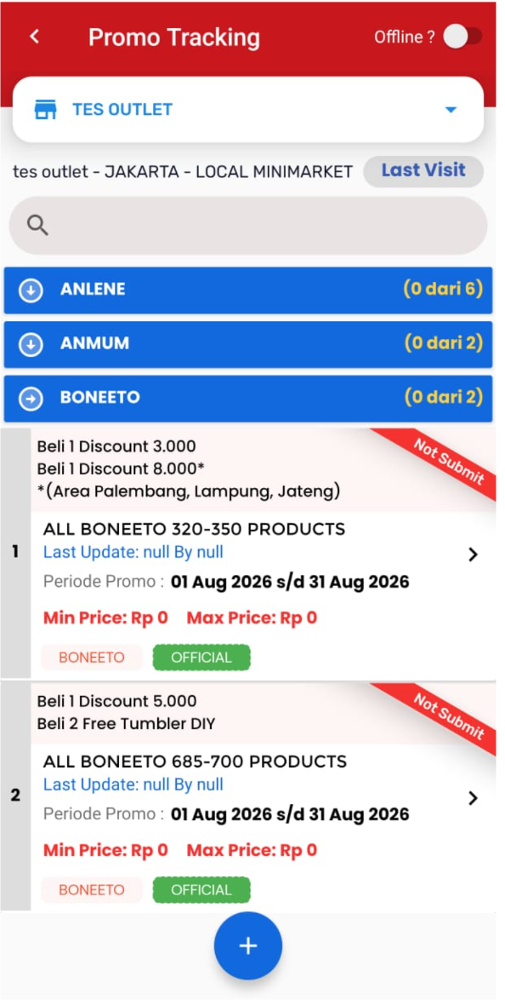 Promo Tracking
Offline ?
TES OUTLET
tes outlet - JAKARTA - LOCAL MINIMARKET
Last Visit
ANLENE (0 dari 6)
ANMUM (0 dari 2)
BONEETO (0 dari 2)
Beli 1 Discount 3.000
Beli 1 Discount 8.000*
*(Area Palembang, Lampung, Jateng)
Not Submit
1
ALL BONEETO 320-350 PRODUCTS
Last Update: null By null
Periode Promo : 01 Aug 2026 s/d 31 Aug 2026
Min Price: Rp 0 Max Price: Rp 0
BONEETO OFFICIAL
Beli 1 Discount 5.000
Beli 2 Free Tumbler DIY
Not Submit
2
ALL BONEETO 685-700 PRODUCTS
Last Update: null By null
Periode Promo : 01 Aug 2026 s/d 31 Aug 2026
Min Price: Rp 0 Max Price: Rp 0
BONEETO OFFICIAL